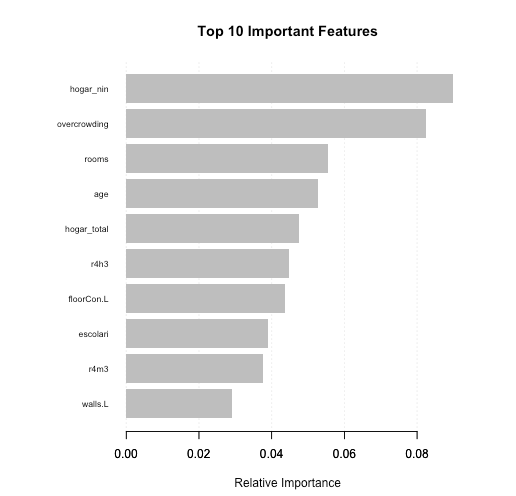 Top 10 Important Features
hogar_nin
overcrowding
rooms
age
hogar_total
r4h3
floorCon.L
escolari
r4m3
walls.L
0.00 0.02 0.04 0.06 0.08
Relative Importance